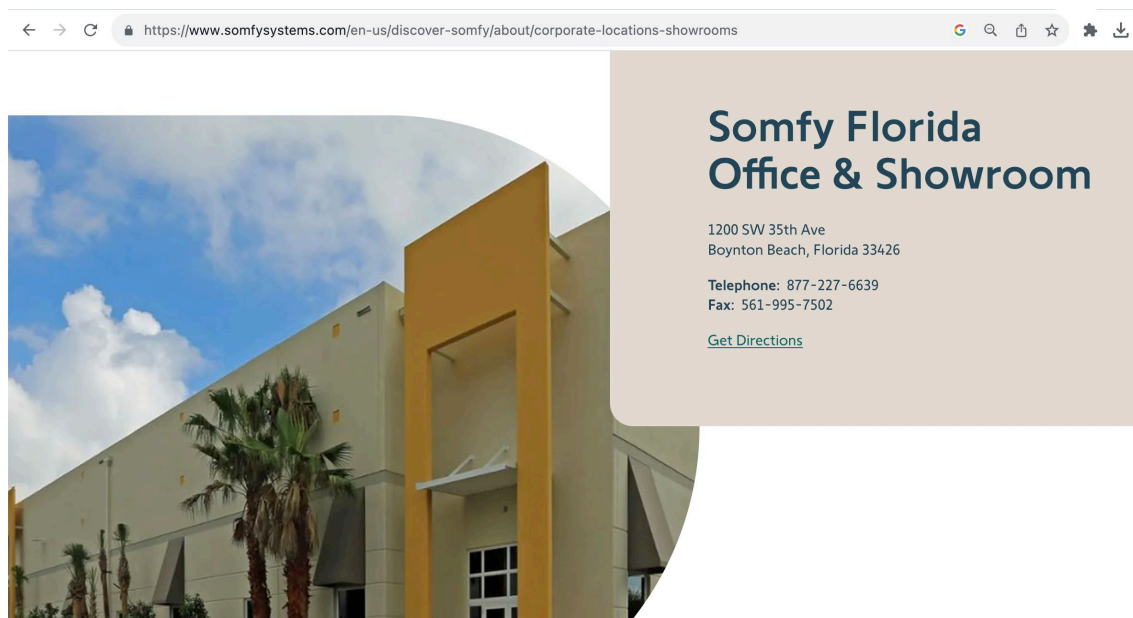 https://www.somfysystems.com/en-us/discover-somfy/about/corporate-locations-showrooms
Somfy Florida
Office & Showroom
1200 SW 35th Ave
Boynton Beach, Florida 33426
Telephone: 877-227-6639
Fax: 561-995-7502
Get Directions